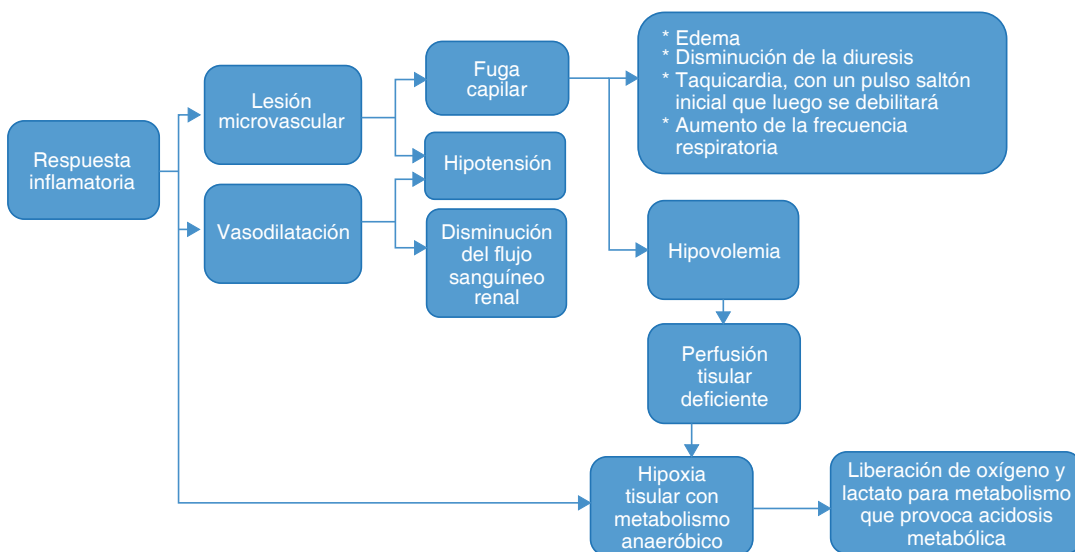 Respuesta
inflamatoria
Lesión
microvascular
Vasodilatación
Fuga
capilar
Hipotensión
Disminución
del flujo
sanguíneo
renal
* Edema
* Disminución de la diuresis
* Taquicardia, con un pulso saltón
inicial que luego se debilitará
* Aumento de la frecuencia
respiratoria
Hipovolemia
Perfusión
tisular
deficiente
Hipoxia
tisular con
metabolismo
anaeróbico
Liberación de oxígeno y
lactato para metabolismo
que provoca acidosis
metabólica